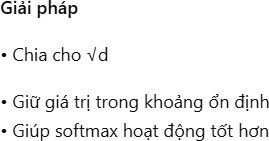 Giải pháp
• Chia cho √d
• Giữ giá trị trong khoảng ổn định
• Giúp softmax hoạt động tốt hơn